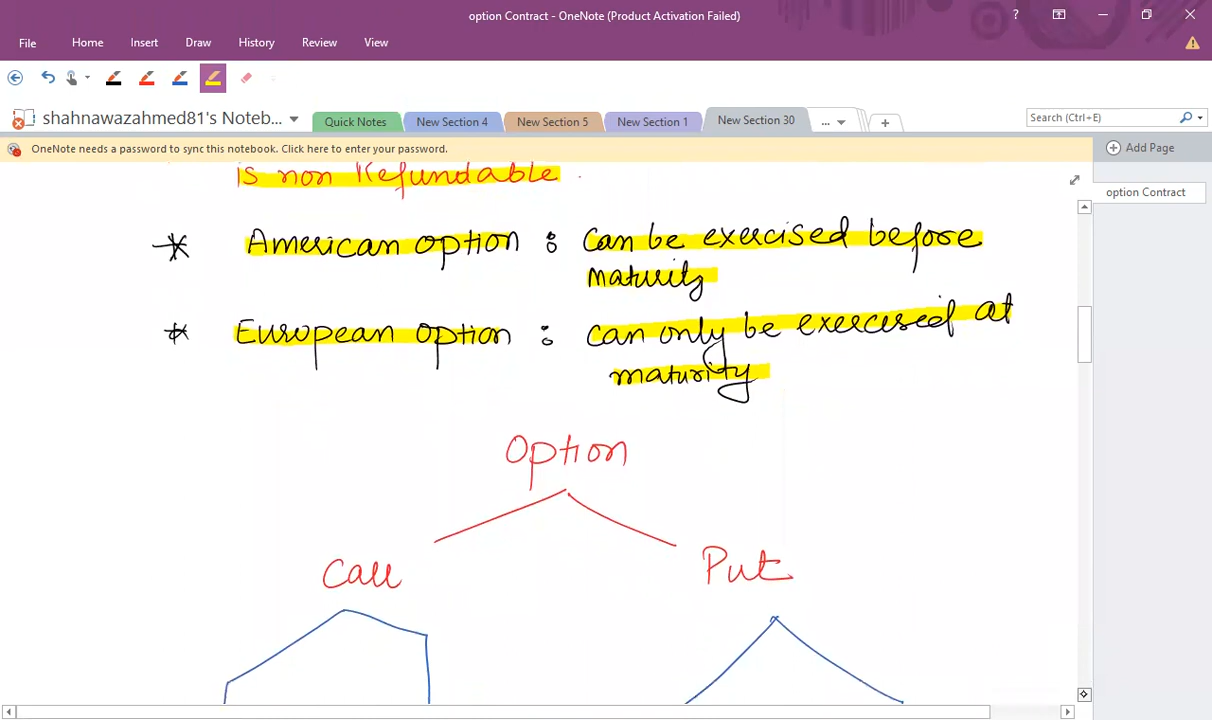 option Contract - OneNote (Product Activation Failed)
?
File Home Insert Draw History Review View
shahnawazahmed81's Noteb... Quick Notes New Section 4 New Section 5 New Section 1 New Section 30 ... Search (Ctrl+E)
OneNote needs a password to sync this notebook. Click here to enter your password.
Add Page
option Contract
is non Refundable.
* American option : Can be exercised before
maturity
* European option : can only be exercised at
maturity
Option
Call Put